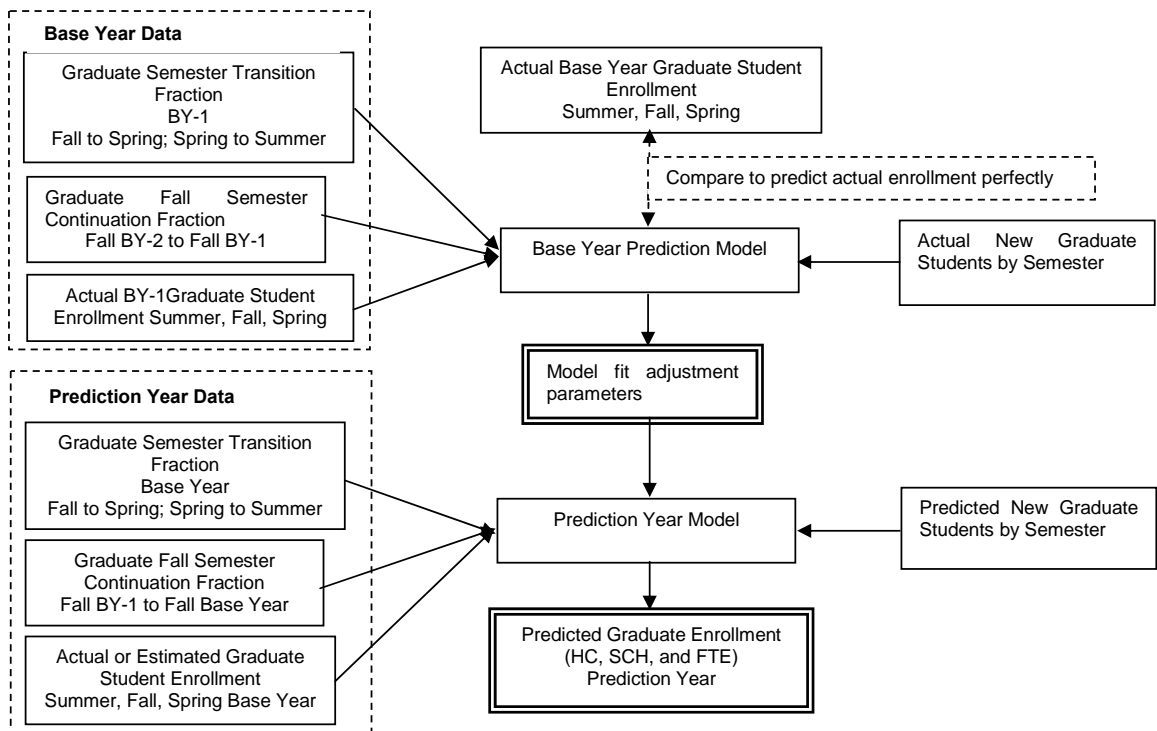 Base Year Data
Graduate Semester Transition
Fraction
BY-1
Fall to Spring; Spring to Summer
Graduate Fall Semester
Continuation Fraction
Fall BY-2 to Fall BY-1
Actual BY-1Graduate Student
Enrollment Summer, Fall, Spring
Actual Base Year Graduate Student
Enrollment
Summer, Fall, Spring
Compare to predict actual enrollment perfectly
Base Year Prediction Model
Actual New Graduate
Students by Semester
Model fit adjustment
parameters
Prediction Year Data
Graduate Semester Transition
Fraction
Base Year
Fall to Spring; Spring to Summer
Graduate Fall Semester
Continuation Fraction
Fall BY-1 to Fall Base Year
Actual or Estimated Graduate
Student Enrollment
Summer, Fall, Spring Base Year
Prediction Year Model
Predicted New Graduate
Students by Semester
Predicted Graduate Enrollment
(HC, SCH, and FTE)
Prediction Year